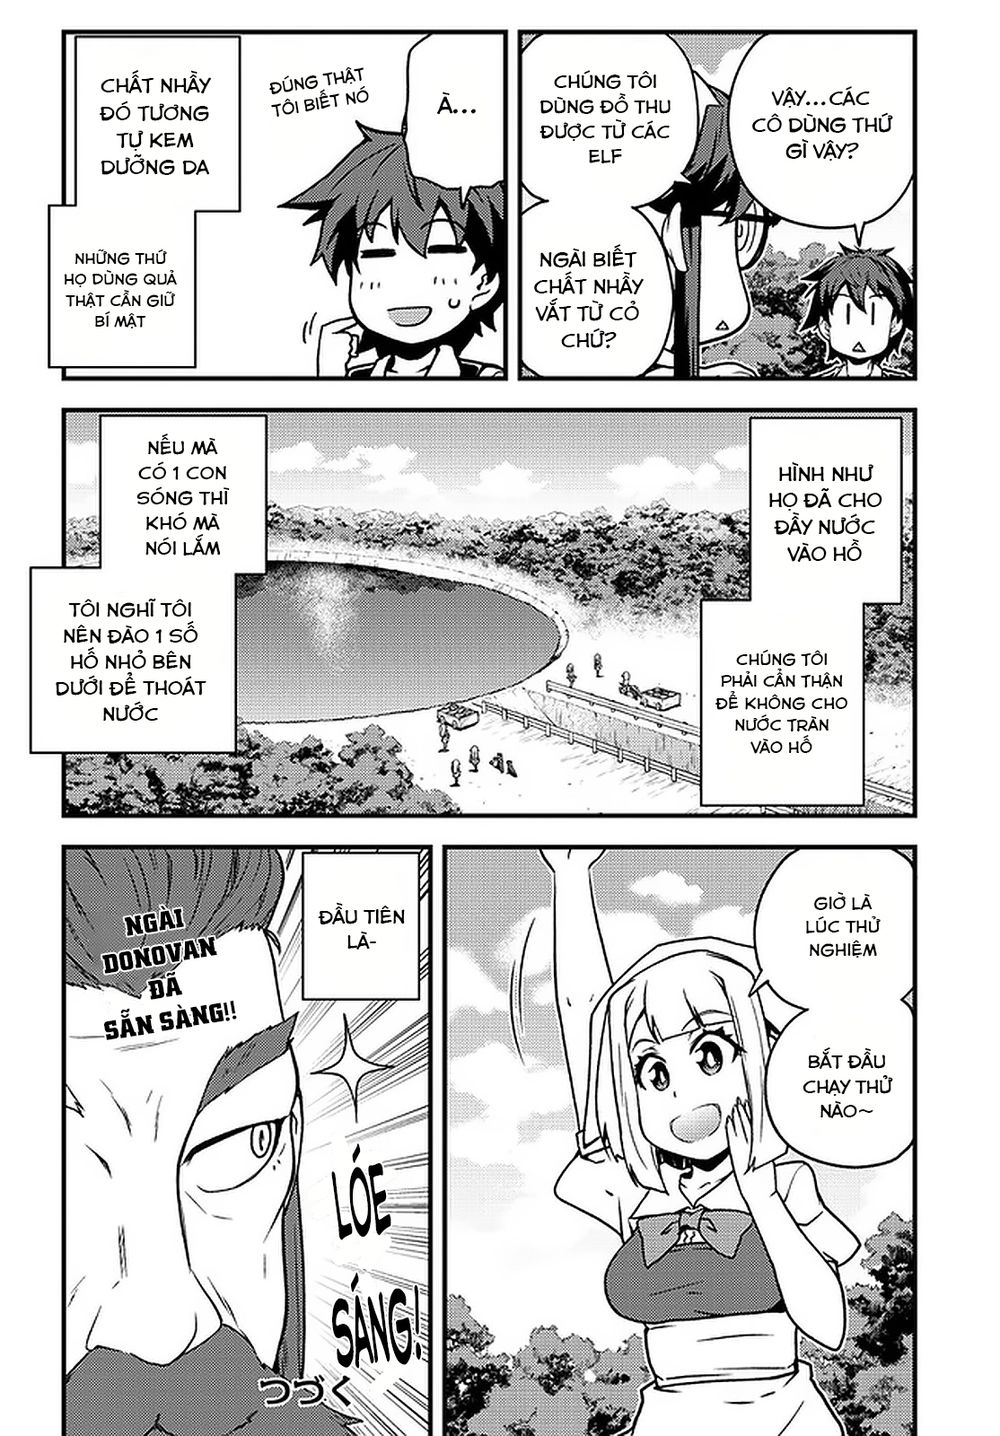 VẬY...CÁC
CÔ DÙNG THỨ
GÌ VẬY?
CHÚNG TÔI
DÙNG ĐỒ THU
ĐƯỢC TỪ CÁC
ELF
NGÀI BIẾT
CHẤT NHẦY
VẮT TỪ CỎ
CHỨ?
À...
ĐÚNG THẬT
TÔI BIẾT NÓ
CHẤT NHẦY
ĐÓ TƯƠNG
TỰ KEM
DƯỠNG DA
NHỮNG THỨ
HỌ DÙNG QUẢ
THẬT CẦN GIỮ
BÍ MẬT
HÌNH NHƯ
HỌ ĐÃ CHO
ĐẦY NƯỚC
VÀO HỒ
CHÚNG TÔI
PHẢI CẨN THẬN
ĐỂ KHÔNG CHO
NƯỚC TRÀN
VÀO HỐ
NẾU MÀ
CÓ 1 CON
SÓNG THÌ
KHÓ MÀ
NÓI LẮM
TÔI NGHĨ TÔI
NÊN ĐÀO 1 SỐ
HỐ NHỎ BÊN
DƯỚI ĐỂ THOÁT
NƯỚC
GIỜ LÀ
LÚC THỬ
NGHIỆM
BẮT ĐẦU
CHẠY THỬ
NÀO~
ĐẦU TIÊN
LÀ-
NGÀI
DONOVAN
ĐÃ
SẴN SÀNG!!
LÓE
SÁNG!
つづく